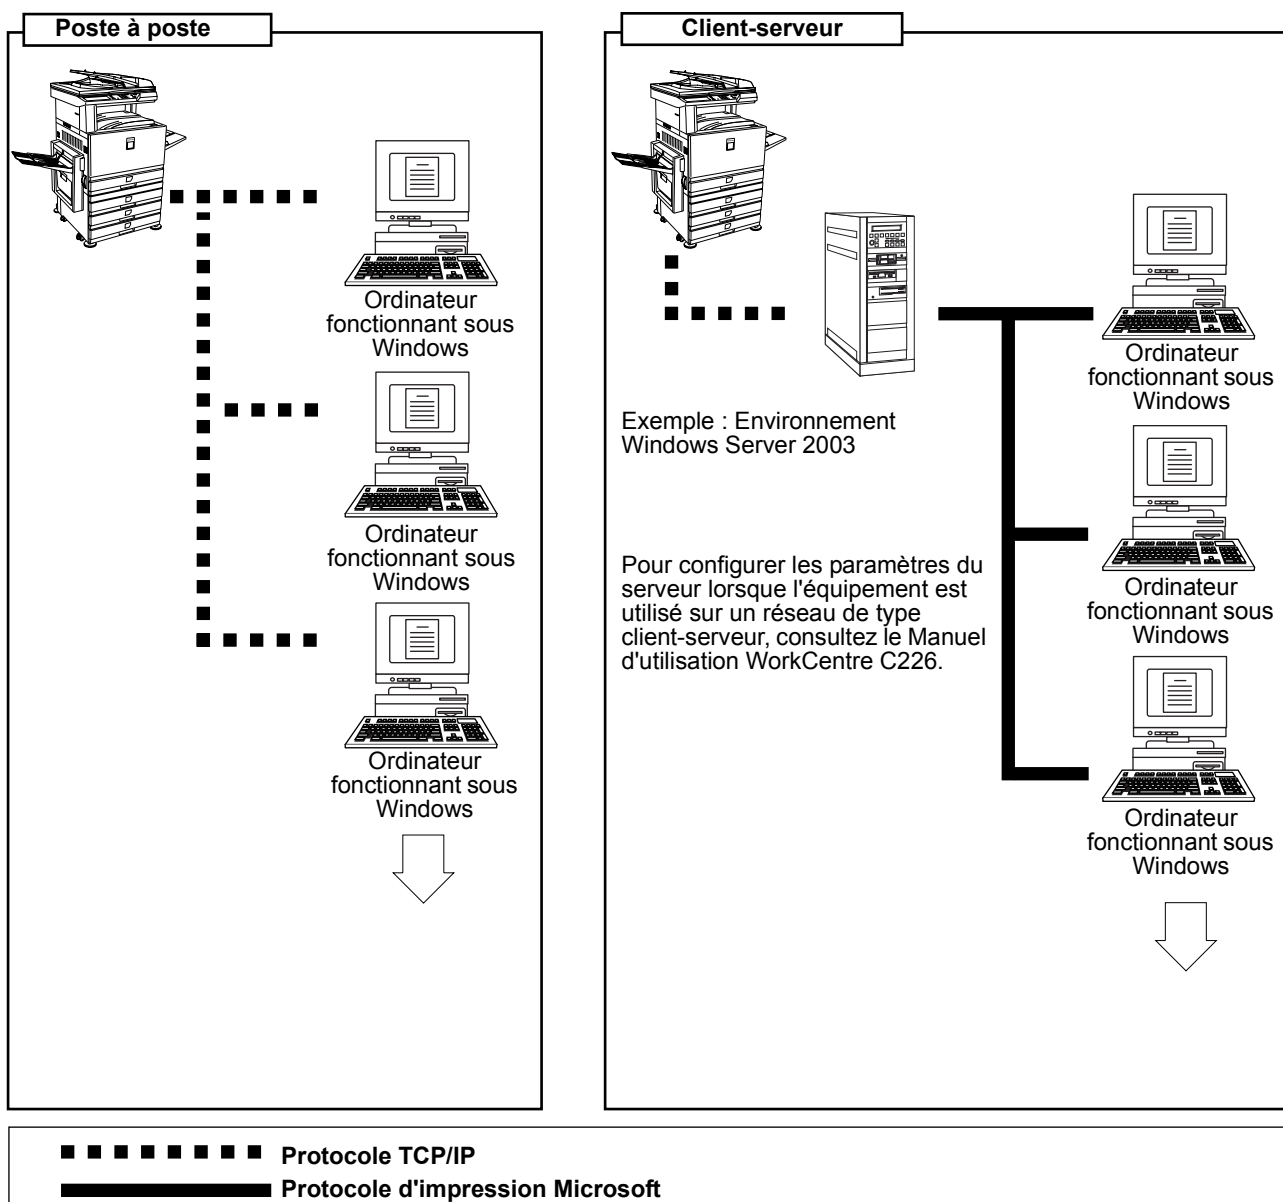 Poste à poste
Ordinateur
fonctionnant sous
Windows
Ordinateur
fonctionnant sous
Windows
Ordinateur
fonctionnant sous
Windows
Client-serveur
Exemple : Environnement
Windows Server 2003
Pour configurer les paramètres du
serveur lorsque l'équipement est
utilisé sur un réseau de type
client-serveur, consultez le Manuel
d'utilisation WorkCentre C226.
Ordinateur
fonctionnant sous
Windows
Ordinateur
fonctionnant sous
Windows
Ordinateur
fonctionnant sous
Windows
Protocole TCP/IP
Protocole d'impression Microsoft